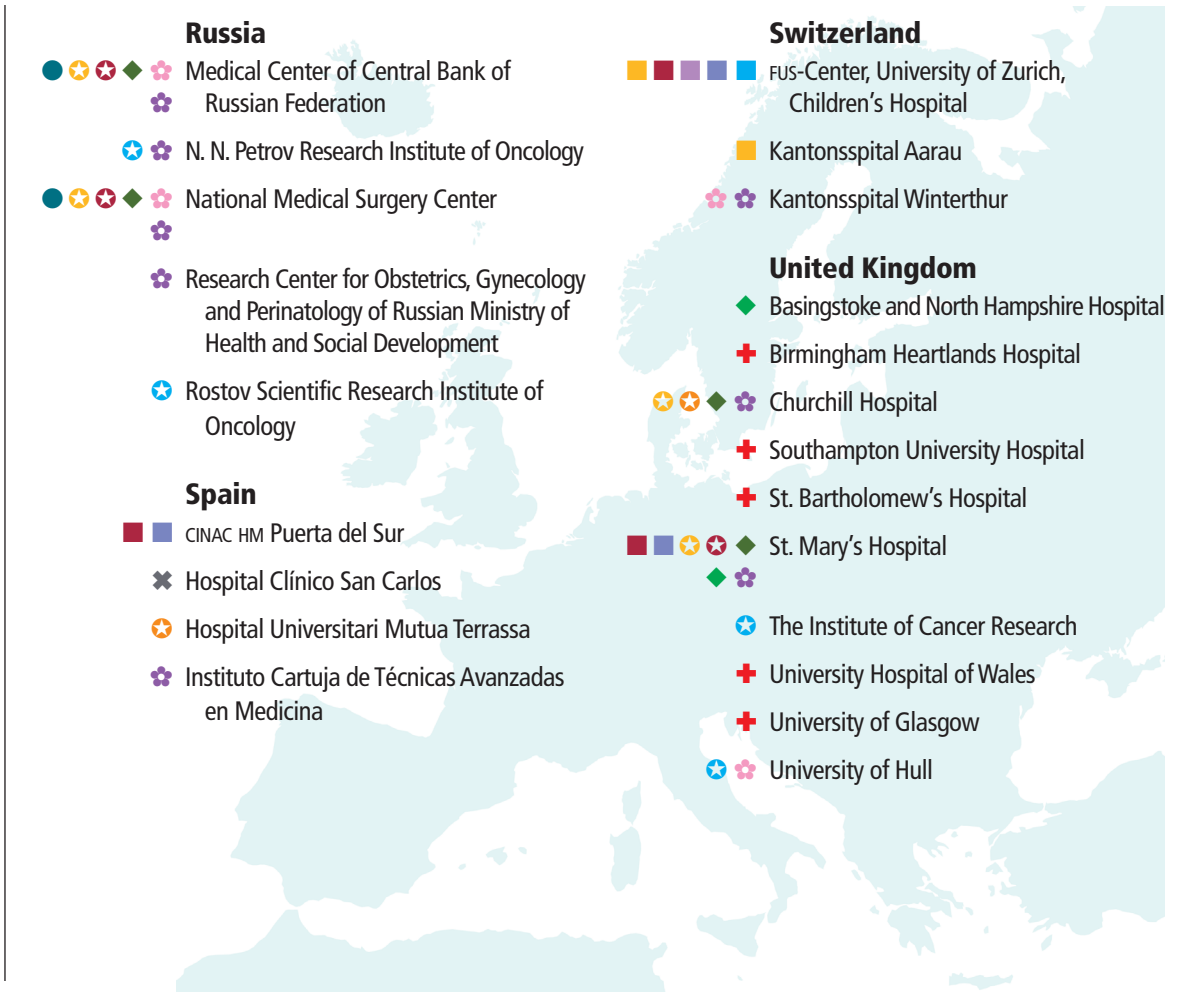 Russia
Medical Center of Central Bank of
Russian Federation
N. N. Petrov Research Institute of Oncology
National Medical Surgery Center
Research Center for Obstetrics, Gynecology
and Perinatology of Russian Ministry of
Health and Social Development
Rostov Scientific Research Institute of
Oncology
Spain
CINAC HM Puerta del Sur
Hospital Clínico San Carlos
Hospital Universitari Mutua Terrassa
Instituto Cartuja de Técnicas Avanzadas
en Medicina
Switzerland
FUS-Center, University of Zurich,
Children's Hospital
Kantonsspital Aarau
Kantonsspital Winterthur
United Kingdom
Basingstoke and North Hampshire Hospital
Birmingham Heartlands Hospital
Churchill Hospital
Southampton University Hospital
St. Bartholomew's Hospital
St. Mary's Hospital
The Institute of Cancer Research
University Hospital of Wales
University of Glasgow
University of Hull